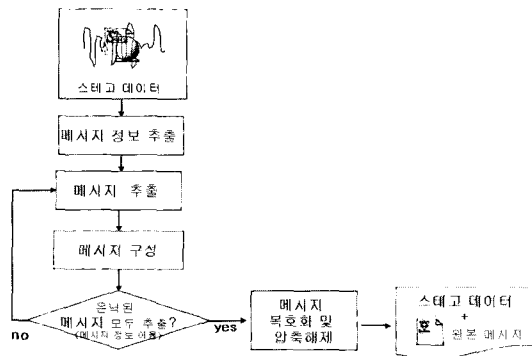 스테고 데이터
메시지 정보 추출
메시지 추출
메시지 구성
은닉된
메시지 모두 추출?
(메시지 정보 이용)
no
yes
메시지
복호화 및
압축해제
스테고 데이터
+
원본 메시지